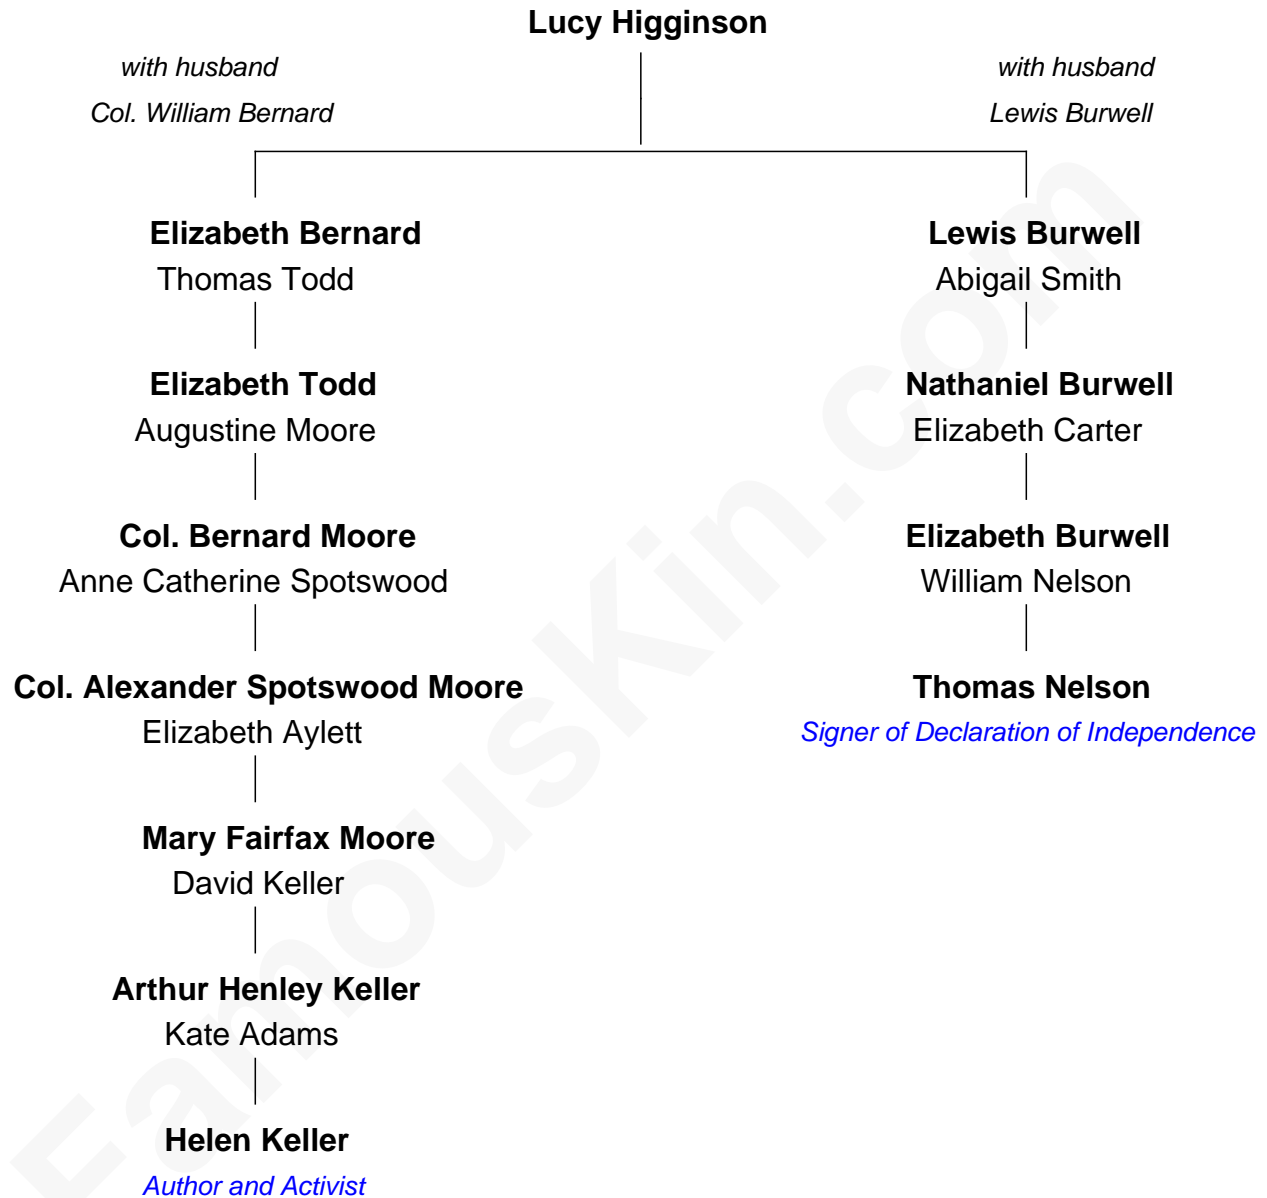 Lucy Higginson
with husband
Col. William Bernard
with husband
Lewis Burwell
Elizabeth Bernard
Thomas Todd
Lewis Burwell
Abigail Smith
Elizabeth Todd
Augustine Moore
Nathaniel Burwell
Elizabeth Carter
Col. Bernard Moore
Anne Catherine Spotswood
Elizabeth Burwell
William Nelson
Col. Alexander Spotswood Moore
Elizabeth Aylett
Thomas Nelson
Signer of Declaration of Independence
Mary Fairfax Moore
David Keller
Arthur Henley Keller
Kate Adams
Helen Keller
Author and Activist
FamousKin.com